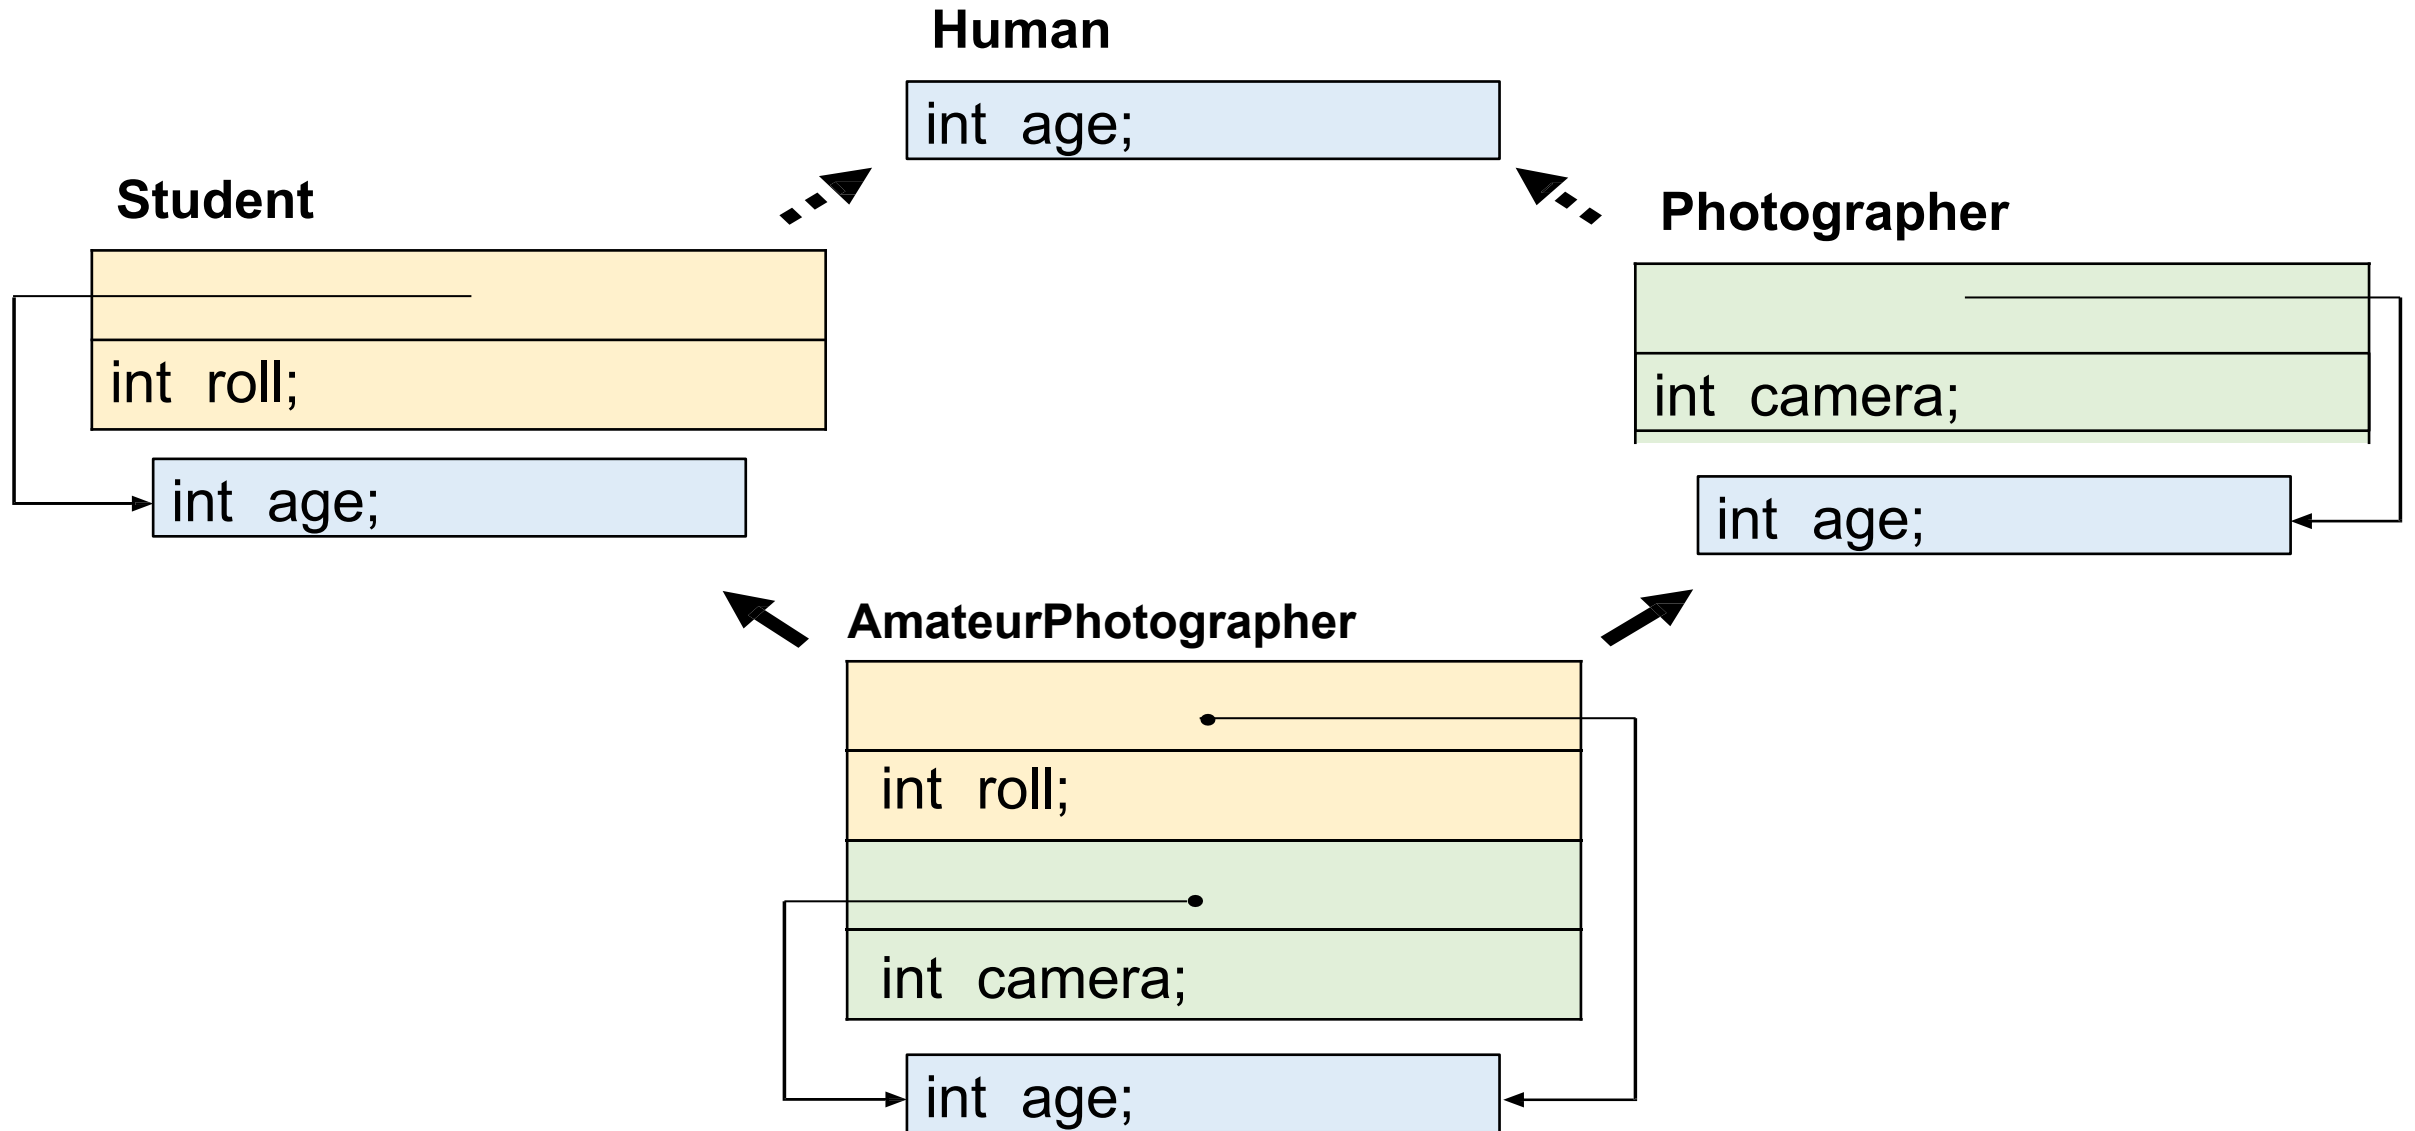 Human
int age;
Student
int roll;
int age;
Photographer
int camera;
int age;
AmateurPhotographer
int roll;
int camera;
int age;